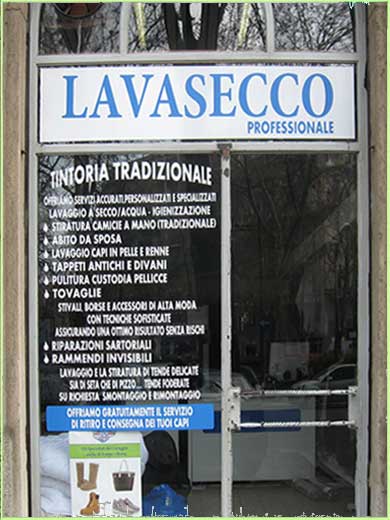 LAVASECCO
PROFESSIONALE
TINTORIA TRADIZIONALE
OFFRIAMO SERVIZI ACCURATI, PERSONALIZZATI E SPECIALIZZATI
LAVAGGIO A SECCO/ACQUA - IGIENIZZAZIONE
STIRATURA CAMICIE A MANO (TRADIZIONALE)
ABITO DA SPOSA
LAVAGGIO CAPI IN PELLE E RENNE
TAPPETI ANTICHI E DIVANI
PULITURA CUSTODIA PELLICCE
TOVAGLIE
STIVALI, BORSE E ACCESSORI DI ALTA MODA
CON TECNICHE SOFISTICATE
ASSICURANDO UNA OTTIMO RISULTATO SENZA RISCHI
RIPARAZIONI SARTORIALI
RAMMENDI INVISIBILI
LAVAGGIO E LA STIRATURA DI TENDE DELICATE
SIA DI SETA CHE DI PIZZO... TENDE FODERATE
SU RICHIESTA SMONTAGGIO E RIMONTAGGIO
OFFRIAMO GRATUITAMENTE IL SERVIZIO
DI RITIRO E CONSEGNA DEI TUOI CAPI